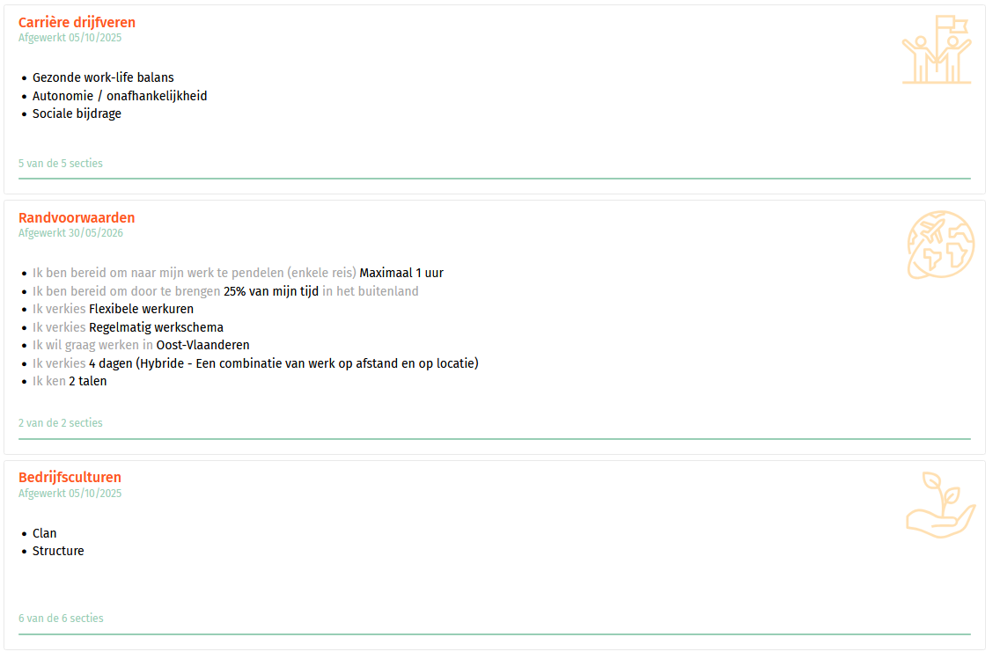 Carrière drijfveren
Afgewerkt 05/10/2025
• Gezonde work-life balans
• Autonomie / onafhankelijkheid
• Sociale bijdrage
5 van de 5 secties
Randvoorwaarden
Afgewerkt 30/05/2026
• Ik ben bereid om naar mijn werk te pendelen (enkele reis) Maximaal 1 uur
• Ik ben bereid om door te brengen 25% van mijn tijd in het buitenland
• Ik verkies Flexibele werkuren
• Ik verkies Regelmatig werkschema
• Ik wil graag werken in Oost-Vlaanderen
• Ik verkies 4 dagen (Hybride - Een combinatie van werk op afstand en op locatie)
• Ik ken 2 talen
2 van de 2 secties
Bedrijfsculturen
Afgewerkt 05/10/2025
• Clan
• Structure
6 van de 6 secties